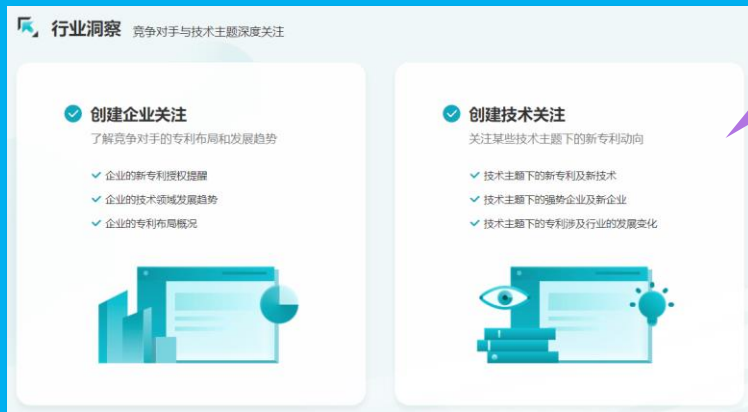 行业洞察 竞争对手与技术主题深度关注
创建企业关注
了解竞争对手的专利布局和发展趋势
企业的新专利授权提醒
企业的技术领域发展趋势
企业的专利布局概况
创建技术关注
关注某些技术主题下的新专利动向
技术主题下的新专利及新技术
技术主题下的强势企业及新企业
技术主题下的专利涉及行业的发展变化